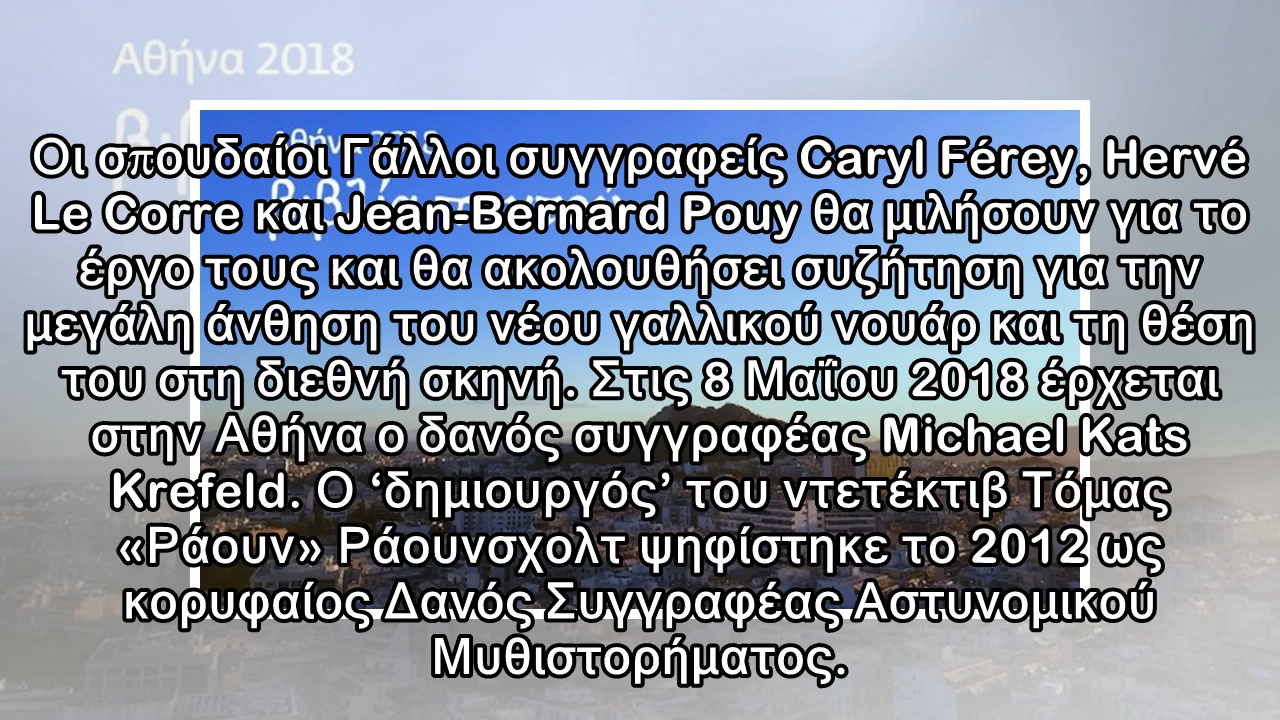 Αθήνα 2018
Αθήνα 2018
Οι σπουδαίοι Γάλλοι συγγραφείς Caryl Férey, Hervé
Le Corre και Jean-Bernard Pouy θα μιλήσουν για το
έργο τους και θα ακολουθήσει συζήτηση για την
μεγάλη άνθηση του νέου γαλλικού νουάρ και τη θέση
του στη διεθνή σκηνή. Στις 8 Μαΐου 2018 έρχεται
στην Αθήνα ο δανός συγγραφέας Michael Kats
Krefeld. Ο ‘δημιουργός’ του ντετέκτιβ Τόμας
«Ράουν» Ράουνσχολτ ψηφίστηκε το 2012 ως
κορυφαίος Δανός Συγγραφέας Αστυνομικού
Μυθιστορήματος.